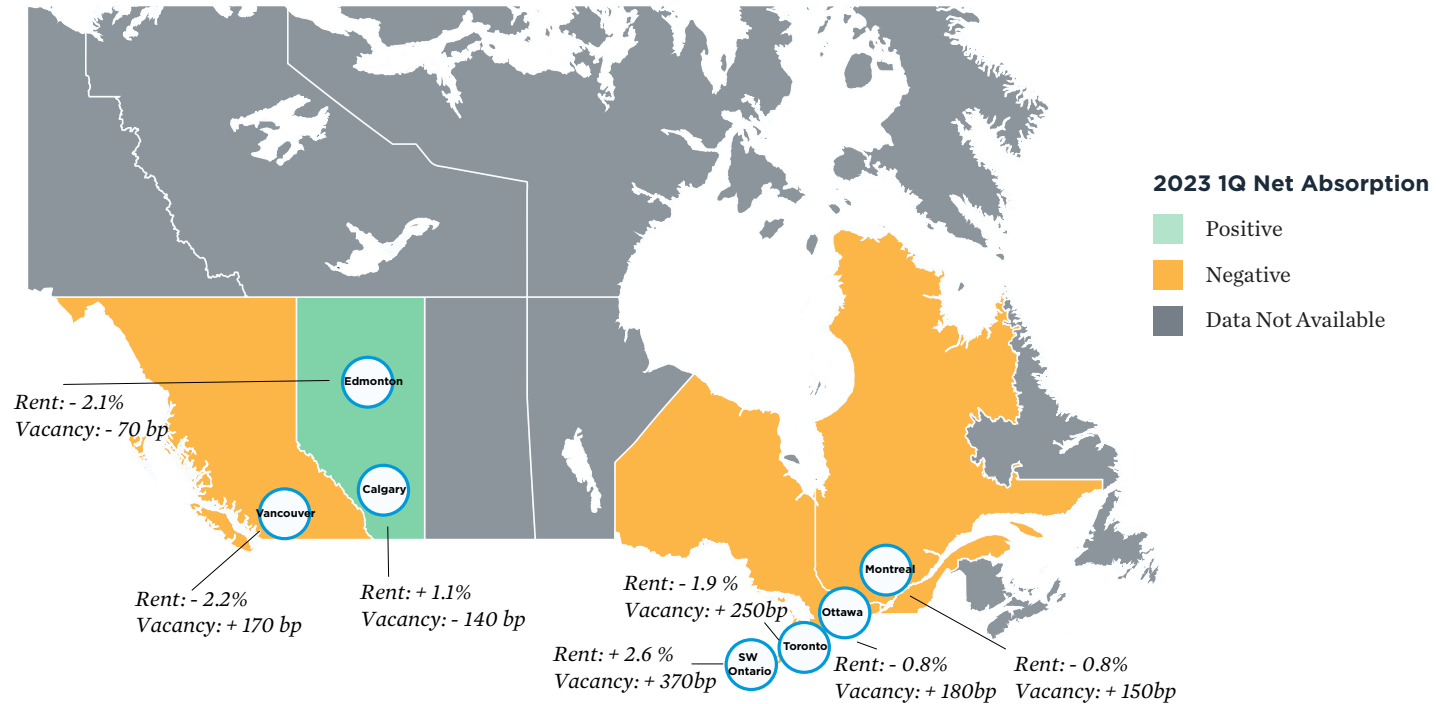 2023 1Q Net Absorption
Positive
Negative
Data Not Available
Edmonton
Rent: - 2.1%
Vacancy: - 70 bp
Calgary
Vancouver
Rent: - 2.2%
Vacancy: + 170 bp
Rent: + 1.1%
Vacancy: - 140 bp
Montreal
Rent: - 1.9 %
Vacancy: + 250bp
Ottawa
Toronto
SW
Ontario
Rent: + 2.6 %
Vacancy: + 370bp
Rent: - 0.8%
Vacancy: + 180bp
Rent: - 0.8%
Vacancy: + 150bp